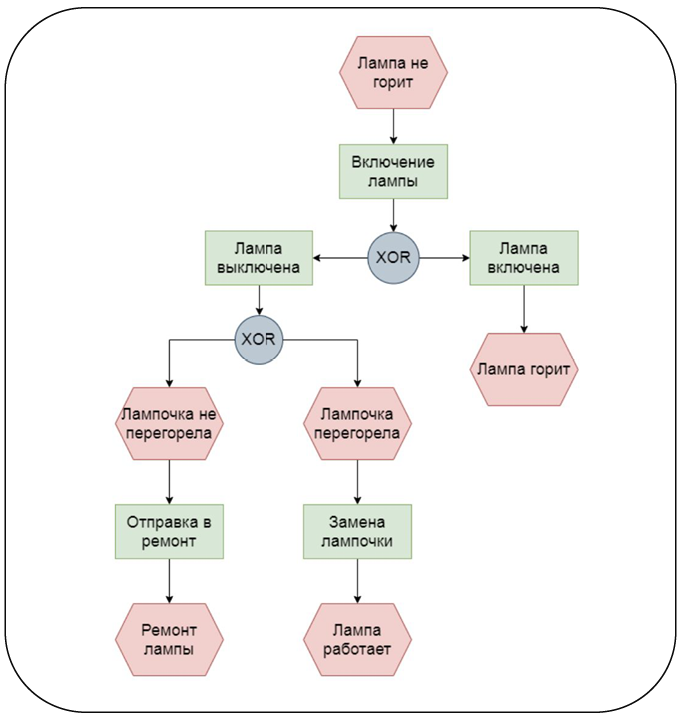 Лампа не
горит
Включение
лампы
Лампа
выключена
XOR
Лампа
включена
XOR
Лампа горит
Лампочка не
перегорела
Лампочка
перегорела
Отправка в
ремонт
Замена
лампочки
Ремонт
лампы
Лампа
работает